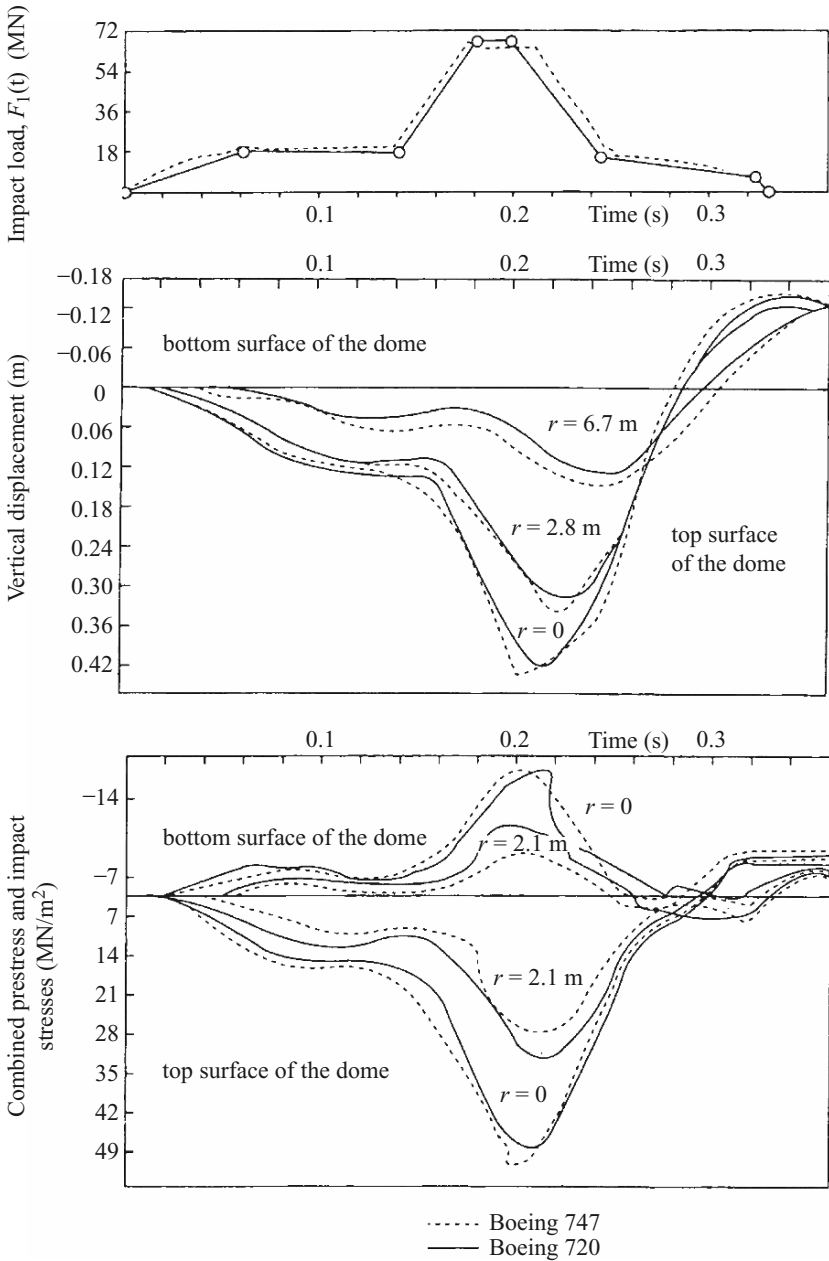 Impact load, F₁(t) (MN)
72
54
36
18
0.1
0.2
Time (s)
0.3
Vertical displacement (m)
0.1
0.2
Time (s)
0.3
−0.18
−0.12
−0.06
0
0.06
0.12
0.18
0.24
0.30
0.36
0.42
bottom surface of the dome
r = 6.7 m
r = 2.8 m
r = 0
top surface
of the dome
Combined prestress and impact
stresses (MN/m²)
0.1
0.2
Time (s)
0.3
−14
−7
7
14
21
28
35
42
49
bottom surface of the dome
r = 0
r = 2.1 m
r = 2.1 m
r = 0
top surface of the dome
Boeing 747
Boeing 720